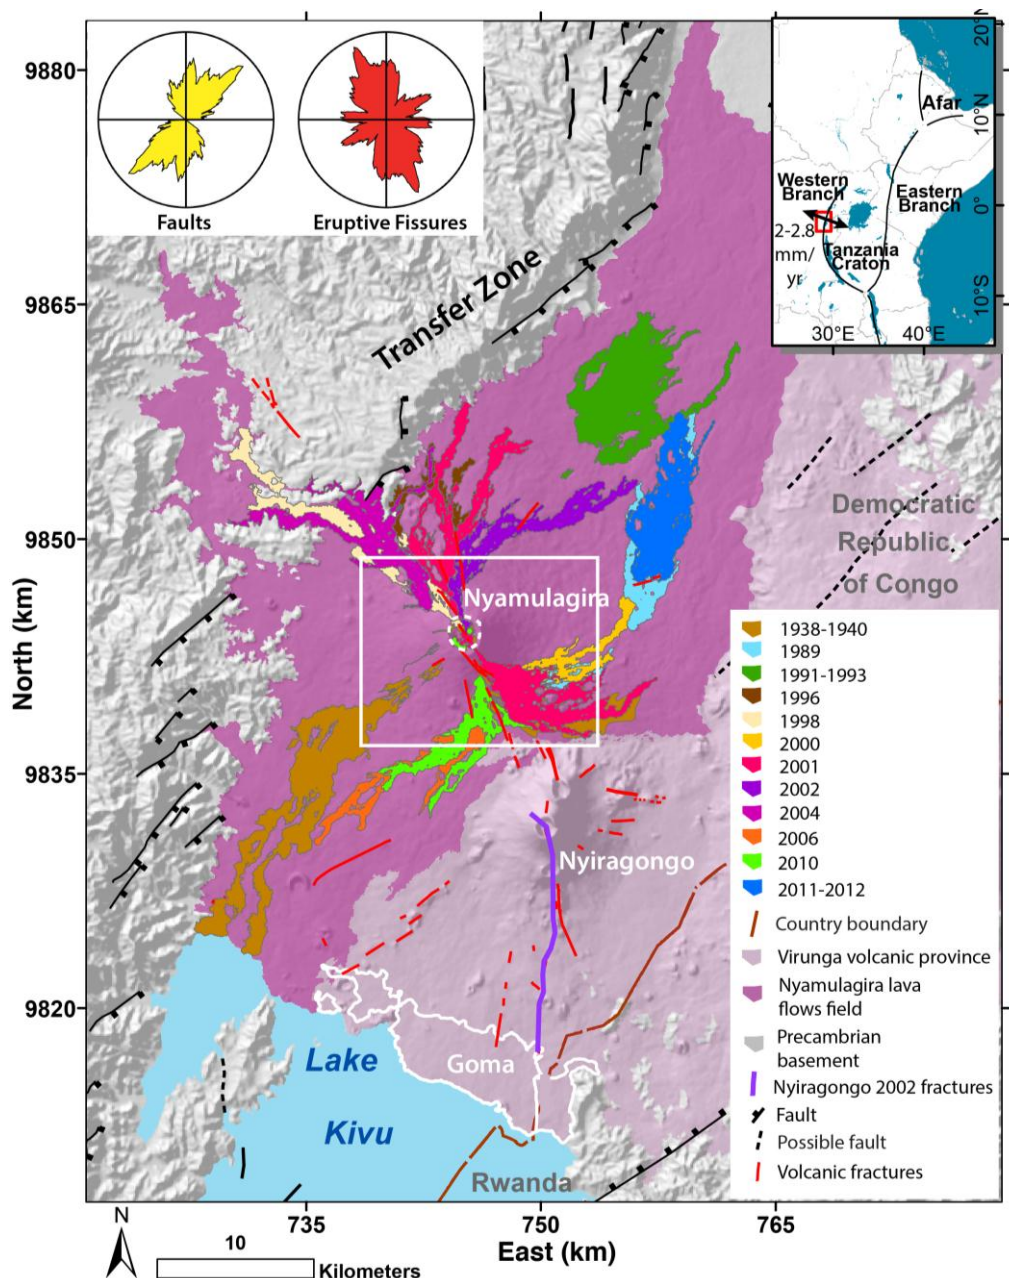 9880
9865
9850
9835
9820
North (km)
Faults
Eruptive Fissures
Transfer Zone
20°N
10°N
0°
10°S
Afar
Western
Branch
Eastern
Branch
2-2.8
mm/
yr
Tanzania
Craton
30°E
40°E
Democratic
Republic
of Congo
Nyamulagira
Nyiragongo
Goma
Lake
Kivu
Rwanda
1938-1940
1989
1991-1993
1996
1998
2000
2001
2002
2004
2006
2010
2011-2012
Country boundary
Virunga volcanic province
Nyamulagira lava
flows field
Precambrian
basement
Nyiragongo 2002 fractures
Fault
Possible fault
Volcanic fractures
735
750
765
East (km)
N
10
Kilometers